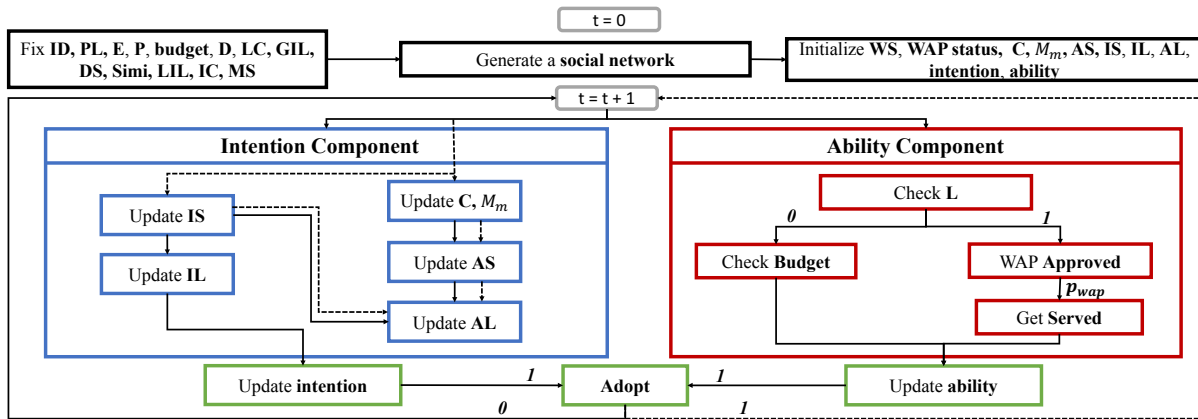 t = 0
Fix ID, PL, E, P, budget, D, LC, GIL,
DS, Simi, LIL, IC, MS
Generate a social network
Initialize WS, WAP status, C, M_m, AS, IS, IL, AL,
intention, ability
t = t + 1
Intention Component
Ability Component
Update IS
Update C, M_m
Check L
0
1
Update IL
Update AS
Check Budget
WAP Approved
p_wap
Update AL
Get Served
Update intention
1
Adopt
1
Update ability
0
1